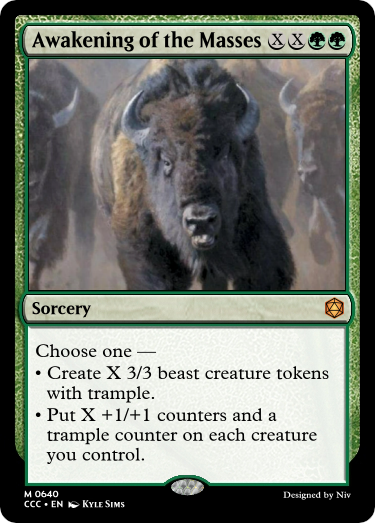 Awakening of the Masses X X
Sorcery
Choose one —
• Create X 3/3 beast creature tokens
with trample.
• Put X +1/+1 counters and a
trample counter on each creature
you control.
M 0640
CCC • EN Kyle Sims
Designed by Niv